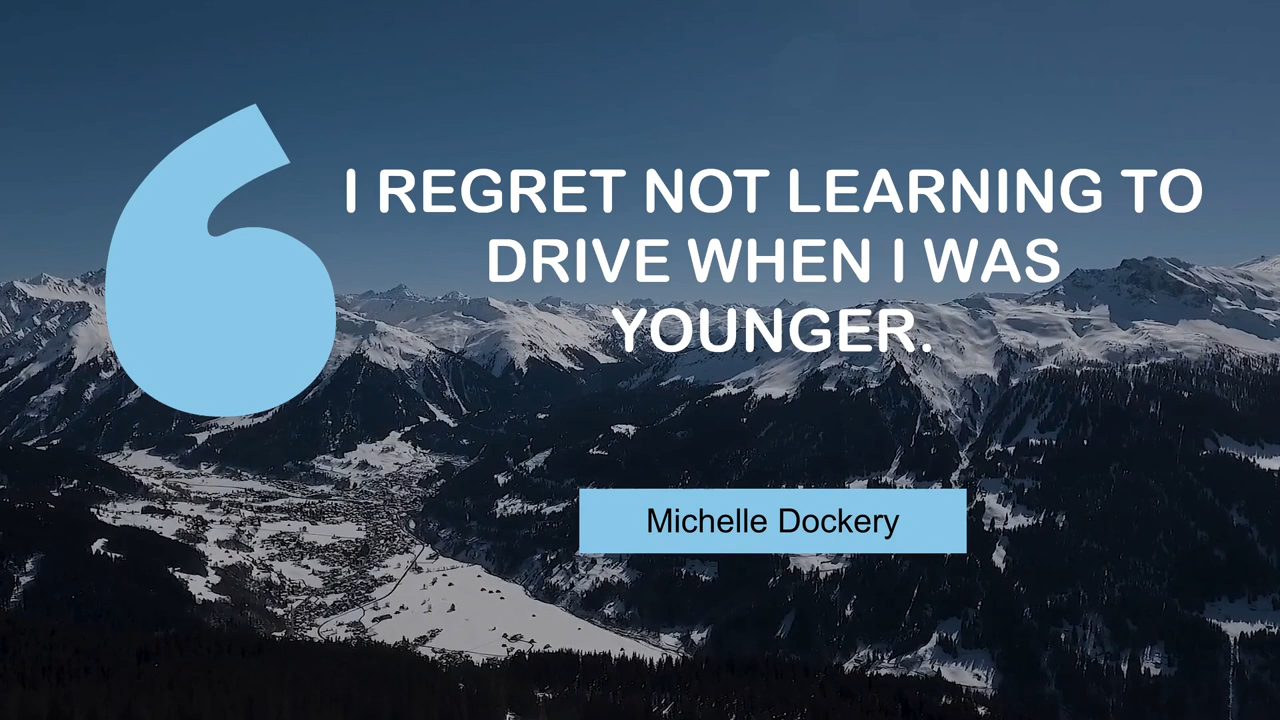 I REGRET NOT LEARNING TO
DRIVE WHEN I WAS
YOUNGER.
Michelle Dockery